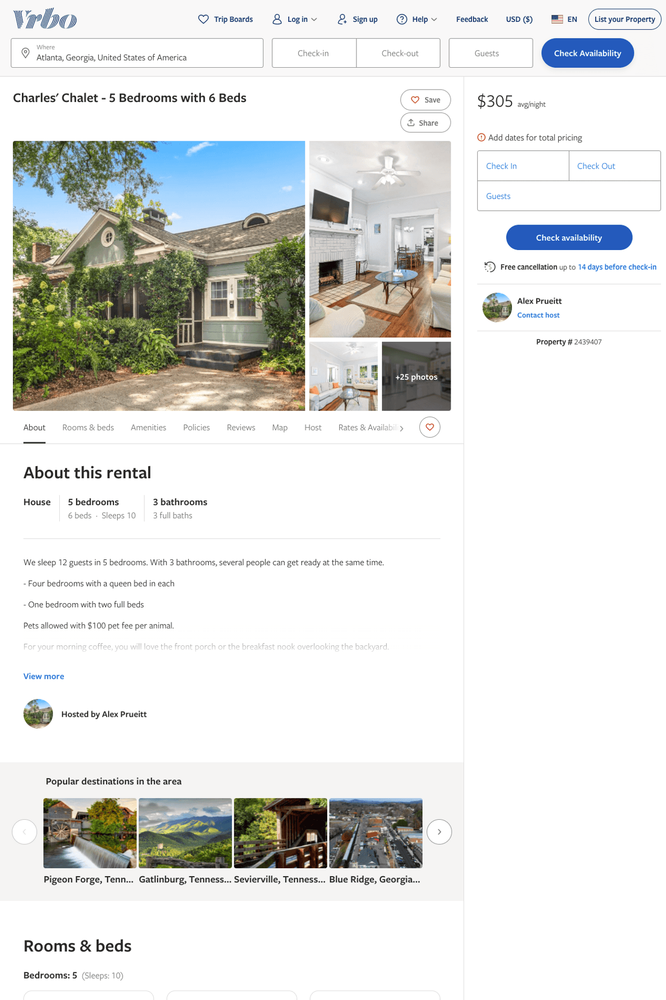 Vrbo
Trip Boards
Log in
Sign up
Help
Feedback
USD ($)
EN
List your Property
Where
Atlanta, Georgia, United States of America
Check-in
Check-out
Guests
Check Availability
Charles' Chalet - 5 Bedrooms with 6 Beds
Save
Share
+25 photos
$305 avg/night
Add dates for total pricing
Check In
Check Out
Guests
Check availability
Free cancellation up to 14 days before check-in
Alex Prueitt
Contact host
Property # 2439407
About
Rooms & beds
Amenities
Policies
Reviews
Map
Host
Rates & Availabili
About this rental
House
5 bedrooms
6 beds · Sleeps 10
3 bathrooms
3 full baths
We sleep 12 guests in 5 bedrooms. With 3 bathrooms, several people can get ready at the same time.
- Four bedrooms with a queen bed in each
- One bedroom with two full beds
Pets allowed with $100 pet fee per animal.
For your morning coffee, you will love the front porch or the breakfast nook overlooking the backyard.
View more
Hosted by Alex Prueitt
Popular destinations in the area
Pigeon Forge, Tenn...
Gatlinburg, Tenness...
Sevierville, Tenness...
Blue Ridge, Georgia...
Rooms & beds
Bedrooms: 5 (Sleeps: 10)